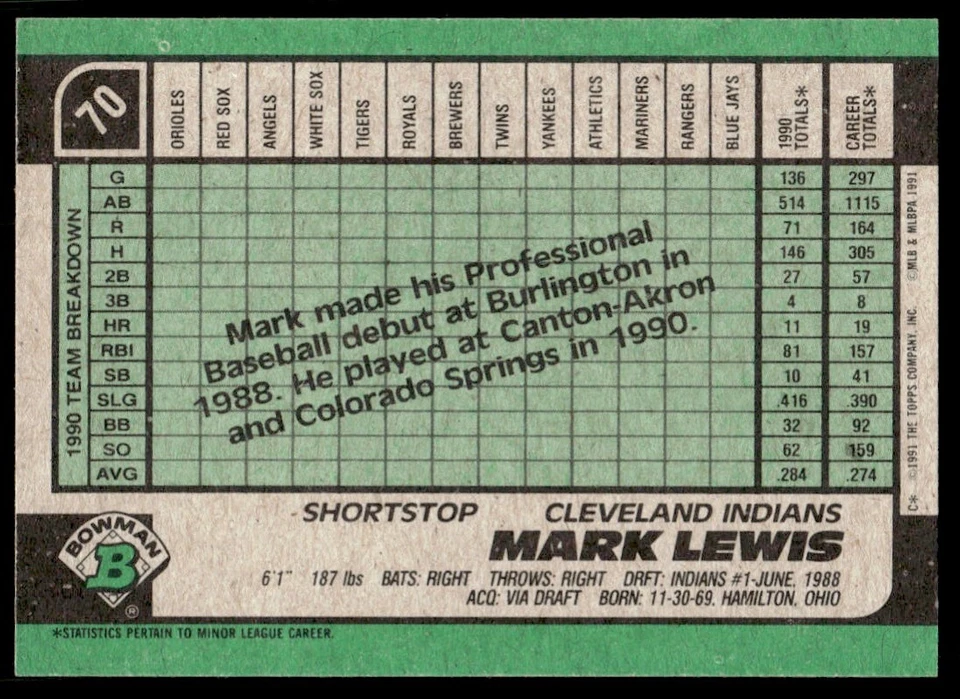 70
ORIOLES RED SOX ANGELS WHITE SOX TIGERS ROYALS BREWERS TWINS YANKEES ATHLETICS MARINERS RANGERS BLUE JAYS 1990 TOTALS* CAREER TOTALS*
1990 TEAM BREAKDOWN
G 136 297
AB 514 1115
R 71 164
H 146 305
2B 27 57
3B 4 8
HR 11 19
RBI 81 157
SB 10 41
SLG .416 .390
BB 32 92
SO 62 159
AVG .284 .274
Mark made his Professional
Baseball debut at Burlington in
1988. He played at Canton-Akron
and Colorado Springs in 1990.
C* ©1991 THE TOPPS COMPANY, INC. ©MLB & MLBPA 1991
SHORTSTOP CLEVELAND INDIANS
MARK LEWIS
6'1" 187 lbs BATS: RIGHT THROWS: RIGHT DRFT: INDIANS #1-JUNE, 1988
ACQ: VIA DRAFT BORN: 11-30-69, HAMILTON, OHIO
BOWMAN
B
®
*STATISTICS PERTAIN TO MINOR LEAGUE CAREER.